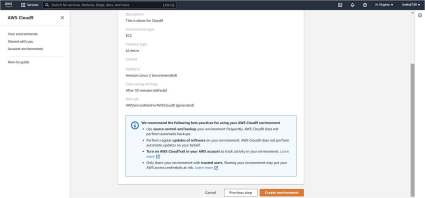 aws
Services
Search for services, features, blogs, docs, and more
[Alt+S]
N. Virginia
AWS Cloud9
Your environments
Shared with you
Account environments
How-to guide
Description
This is demo for Cloud9
Environment type
EC2
Instance type
t2.micro
Subnet
Platform
Amazon Linux 2 (recommended)
Cost-saving settings
After 30 minutes (default)
IAM role
AWSServiceRoleForAWSCloud9 (generated)
We recommend the following best practices for using your AWS Cloud9 environment
• Use source control and backup your environment frequently. AWS Cloud9 does not
perform automatic backups.
• Perform regular updates of software on your environment. AWS Cloud9 does not perform
automatic updates on your behalf.
• Turn on AWS CloudTrail in your AWS account to track activity in your environment. Learn
more
• Only share your environment with trusted users. Sharing your environment may put your
AWS access credentials at risk. Learn more
Cancel
Previous step
Create environment